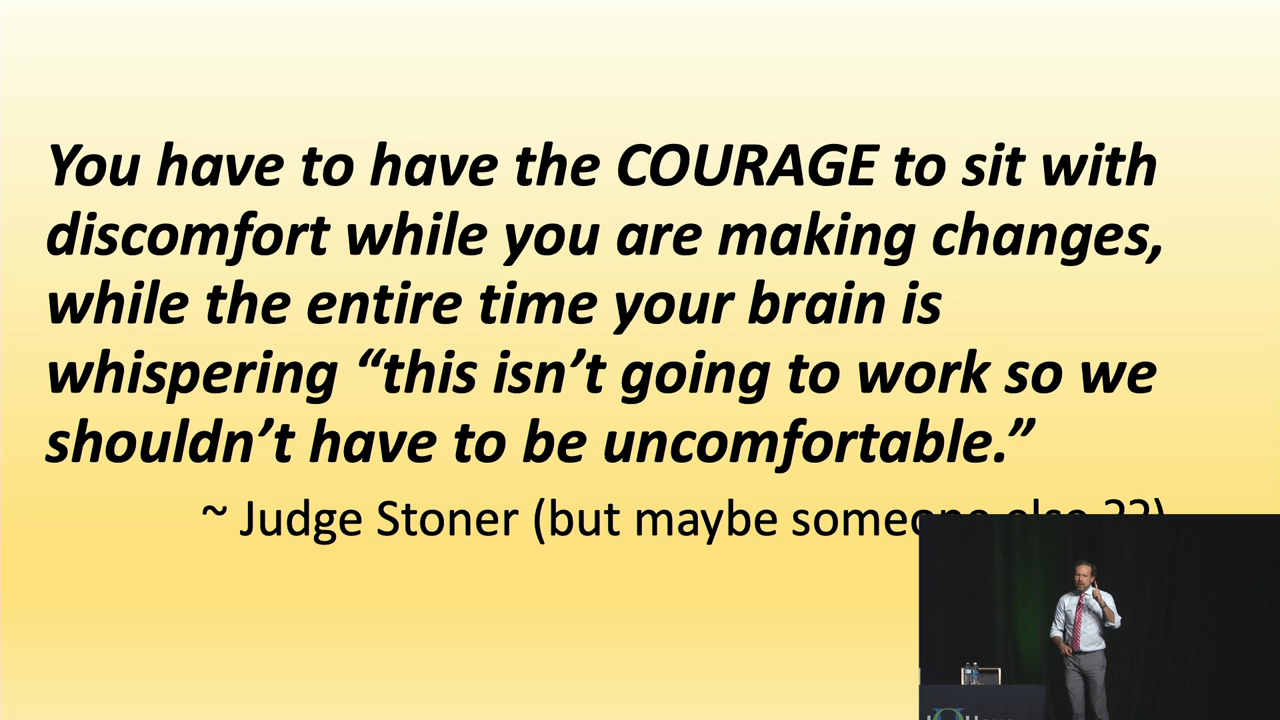 You have to have the COURAGE to sit with
discomfort while you are making changes,
while the entire time your brain is
whispering “this isn’t going to work so we
shouldn’t have to be uncomfortable.”
~ Judge Stoner (but maybe someone else ??)